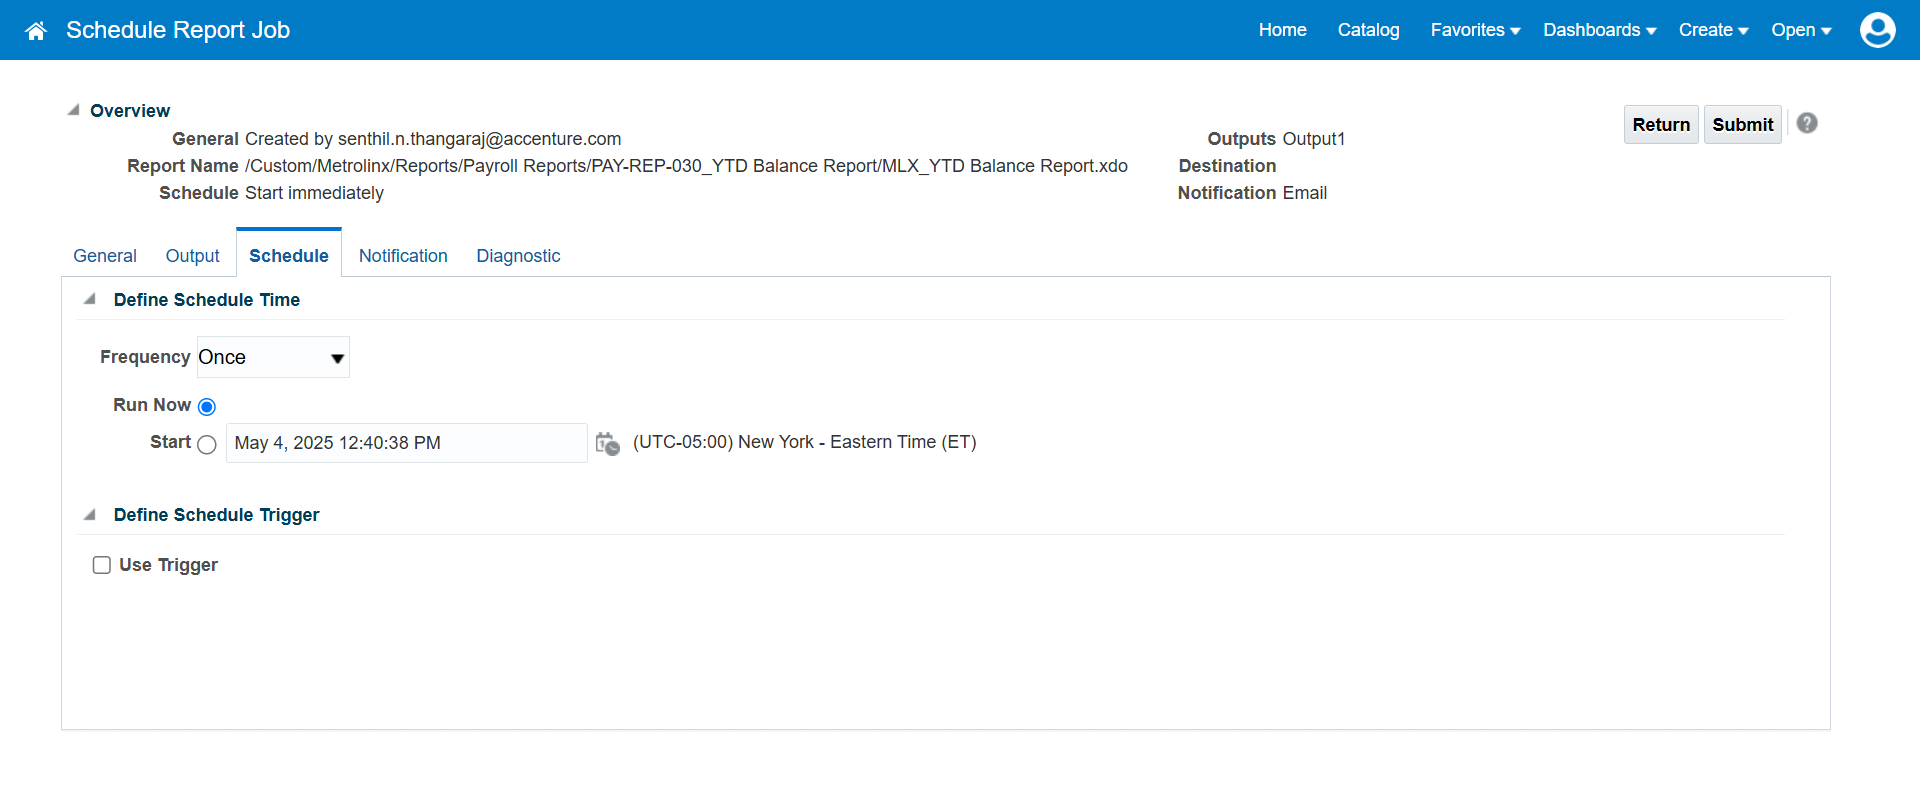 Schedule Report Job
Home Catalog Favorites Dashboards Create Open
Overview
Return Submit
General Created by senthil.n.thangaraj@accenture.com
Outputs Output1
Report Name /Custom/Metrolinx/Reports/Payroll Reports/PAY-REP-030_YTD Balance Report/MLX_YTD Balance Report.xdo
Destination
Schedule Start immediately
Notification Email
General Output Schedule Notification Diagnostic
Define Schedule Time
Frequency Once
Run Now
Start May 4, 2025 12:40:38 PM (UTC-05:00) New York - Eastern Time (ET)
Define Schedule Trigger
Use Trigger